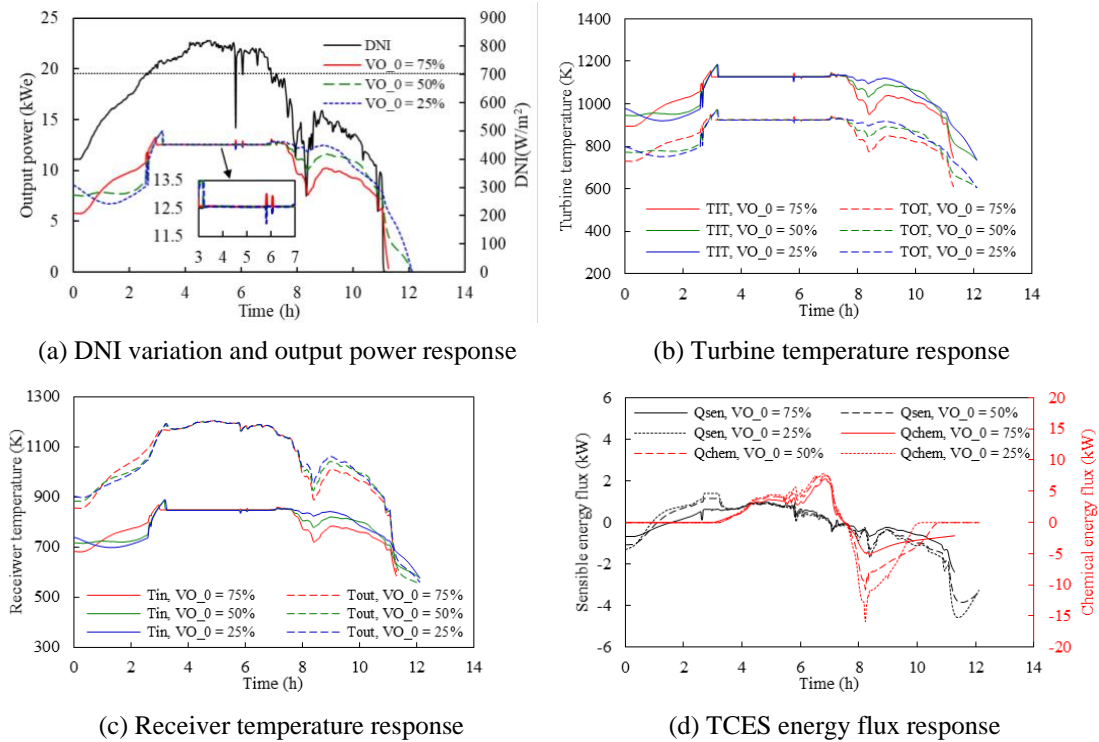 25
20
15
10
5
0
Output power (kWe)
900
800
700
600
500
400
300
200
100
0
DNI(W/m²)
DNI
VO_0 = 75%
VO_0 = 50%
VO_0 = 25%
13.5
12.5
11.5
3 4 5 6 7
0 2 4 6 8 10 12 14
Time (h)
(a) DNI variation and output power response
1400
1200
1000
800
600
400
200
Turbine temperature (K)
TIT, VO_0 = 75% TOT, VO_0 = 75%
TIT, VO_0 = 50% TOT, VO_0 = 50%
TIT, VO_0 = 25% TOT, VO_0 = 25%
0 2 4 6 8 10 12 14
Time (h)
(b) Turbine temperature response
1300
1100
900
700
500
300
Receiver temperature (K)
Tin, VO_0 = 75% Tout, VO_0 = 75%
Tin, VO_0 = 50% Tout, VO_0 = 50%
Tin, VO_0 = 25% Tout, VO_0 = 25%
0 2 4 6 8 10 12 14
Time (h)
(c) Receiver temperature response
6
4
2
0
-2
-4
-6
Sensible energy flux (kW)
20
15
10
5
0
-5
-10
-15
-20
Chemical energy flux (kW)
Qsen, VO_0 = 75% Qsen, VO_0 = 50%
Qsen, VO_0 = 25% Qchem, VO_0 = 75%
Qchem, VO_0 = 50% Qchem, VO_0 = 25%
0 2 4 6 8 10 12 14
Time (h)
(d) TCES energy flux response